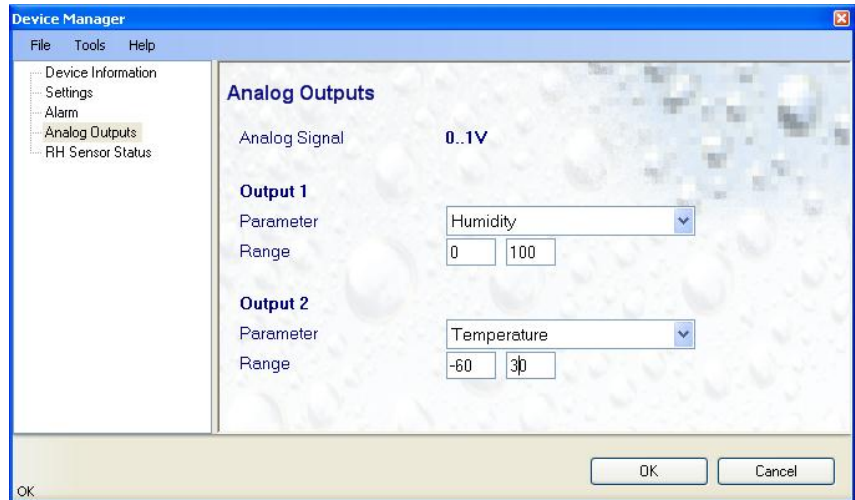 Device Manager
File Tools Help
Device Information
Settings
Alarm
Analog Outputs
RH Sensor Status
Analog Outputs
Analog Signal 0..1V
Output 1
Parameter Humidity
Range 0 100
Output 2
Parameter Temperature
Range -60 30
OK Cancel
OK